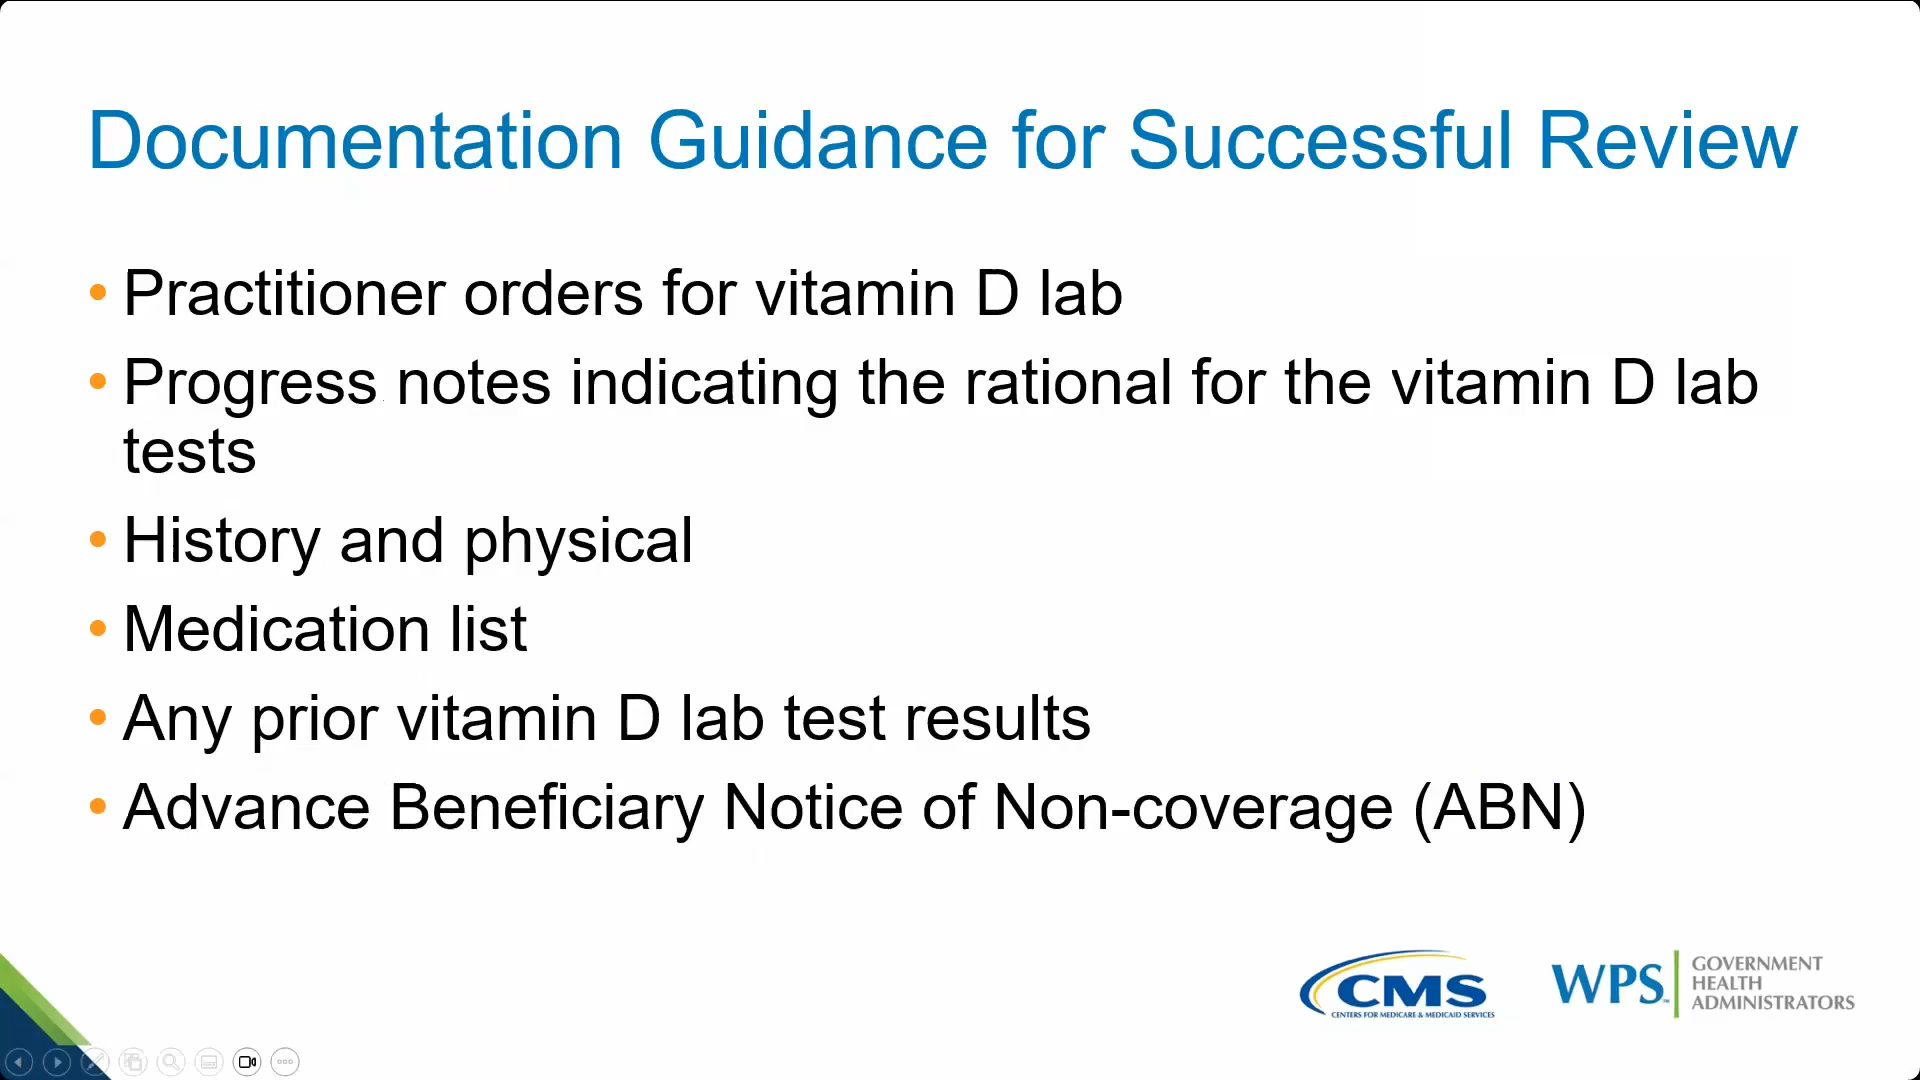 Documentation Guidance for Successful Review
• Practitioner orders for vitamin D lab
• Progress notes indicating the rational for the vitamin D lab
tests
• History and physical
• Medication list
• Any prior vitamin D lab test results
• Advance Beneficiary Notice of Non-coverage (ABN)
CMS
CENTERS FOR MEDICARE & MEDICAID SERVICES
WPS
GOVERNMENT
HEALTH
ADMINISTRATORS